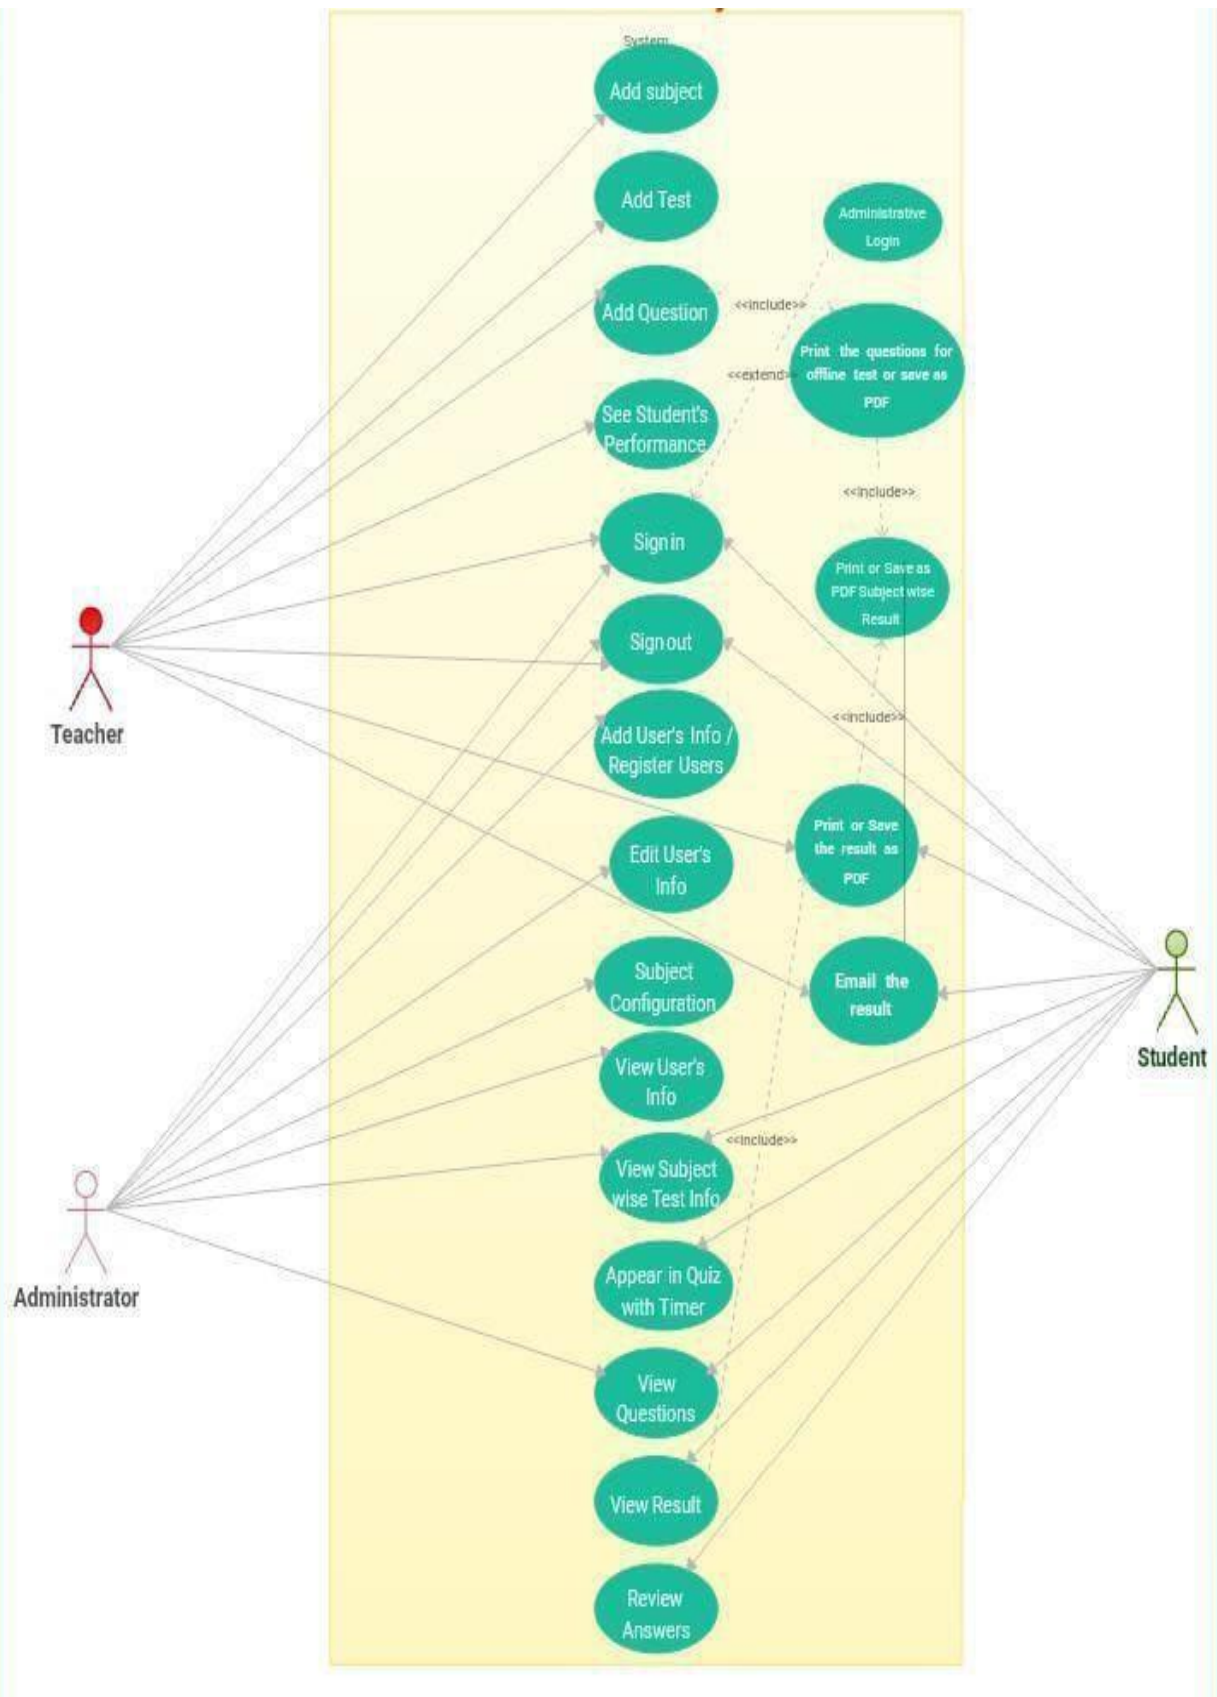 System
Add subject
Add Test
Administrative
Login
Add Question
<<include>>
Print the questions for
offline test or save as
PDF
<<extend>>
See Student's
Performance
<<include>>
Sign in
Print or Save as
PDF Subject wise
Result
Sign out
Teacher
<<include>>
Add User's Info /
Register Users
Print or Save
the result as
PDF
Edit User's
Info
Subject
Configuration
Email the
result
Student
View User's
Info
<<include>>
View Subject
wise Test Info
Administrator
Appear in Quiz
with Timer
View
Questions
View Result
Review
Answers